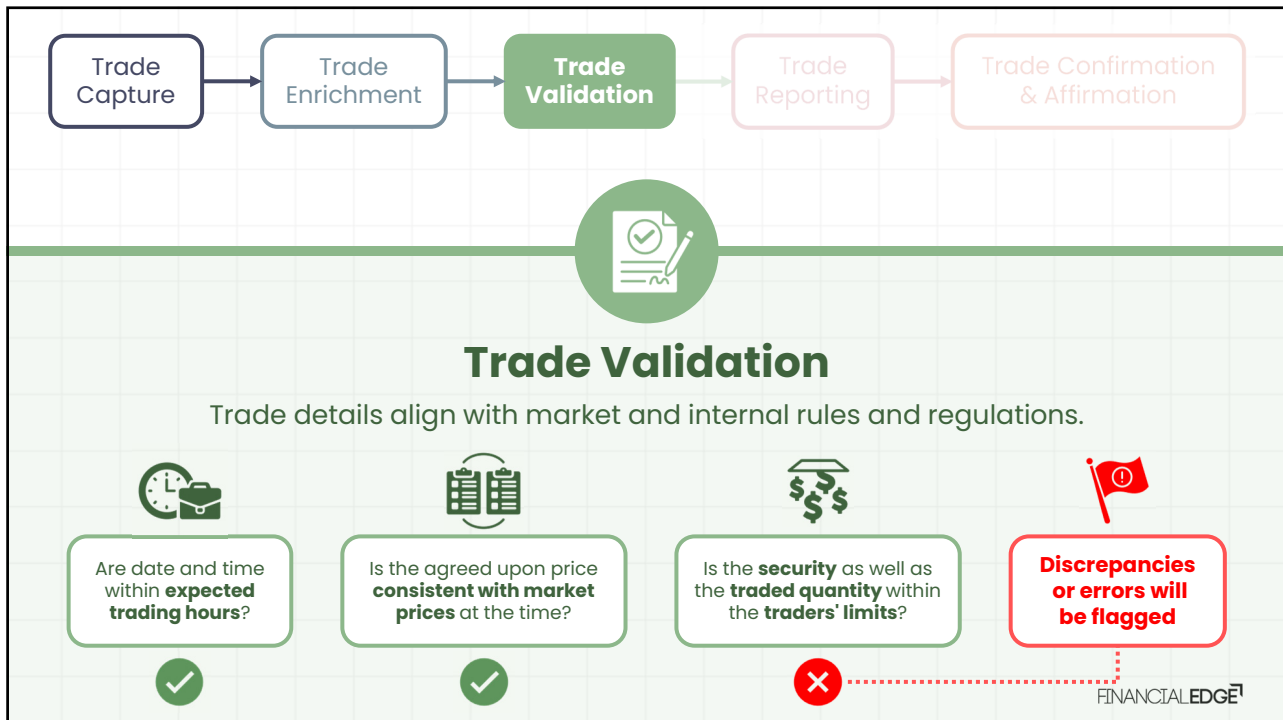 Trade
Capture
Trade
Enrichment
Trade
Validation
Trade
Reporting
Trade Confirmation
& Affirmation
Trade Validation
Trade details align with market and internal rules and regulations.
Are date and time
within expected
trading hours?
Is the agreed upon price
consistent with market
prices at the time?
Is the security as well as
the traded quantity within
the traders' limits?
Discrepancies
or errors will
be flagged
FINANCIALEDGE